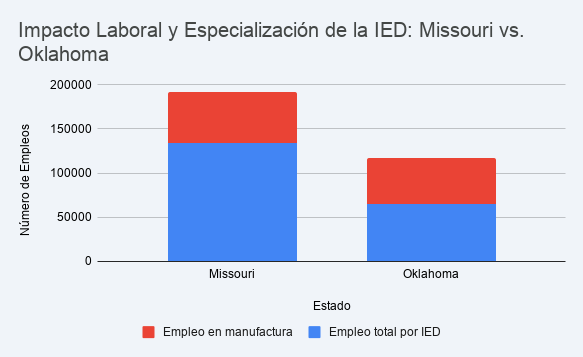 Impacto Laboral y Especialización de la IED: Missouri vs.
Oklahoma
Número de Empleos
200000
150000
100000
50000
0
Missouri
Oklahoma
Estado
Empleo en manufactura
Empleo total por IED